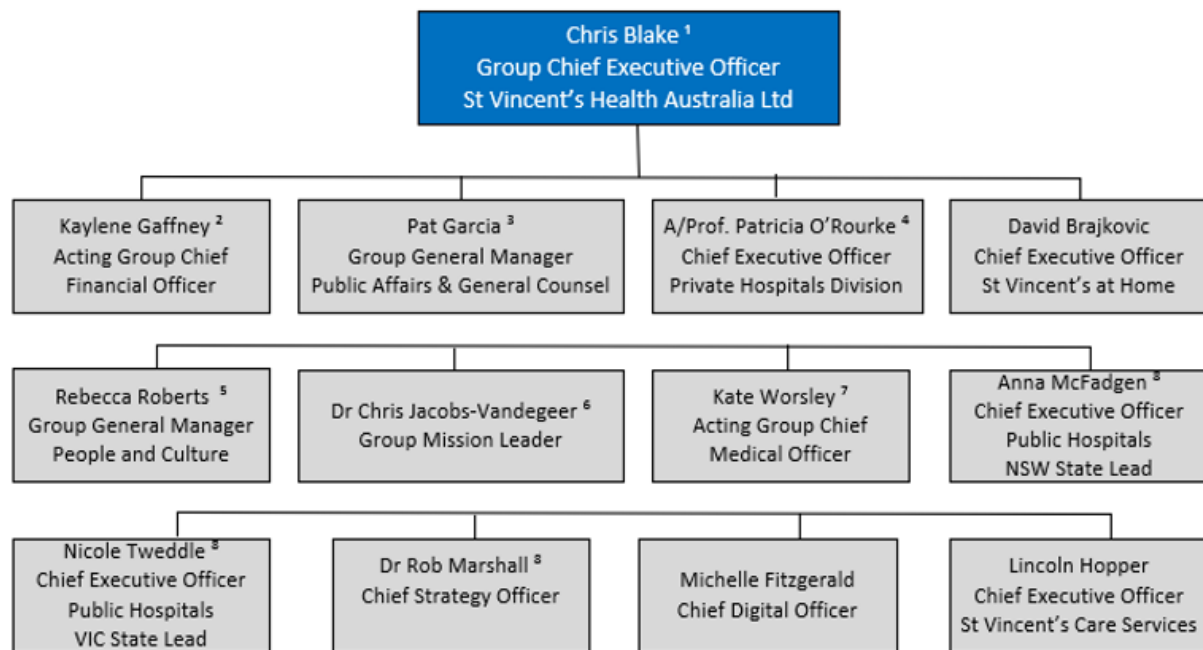 Chris Blake ¹
Group Chief Executive Officer
St Vincent's Health Australia Ltd
Kaylene Gaffney ²
Acting Group Chief
Financial Officer
Pat Garcia ³
Group General Manager
Public Affairs & General Counsel
A/Prof. Patricia O'Rourke ⁴
Chief Executive Officer
Private Hospitals Division
David Brajkovic
Chief Executive Officer
St Vincent's at Home
Rebecca Roberts ⁵
Group General Manager
People and Culture
Dr Chris Jacobs-Vandegeer ⁶
Group Mission Leader
Kate Worsley ⁷
Acting Group Chief
Medical Officer
Anna McFadgen ⁸
Chief Executive Officer
Public Hospitals
NSW State Lead
Nicole Tweddle ⁸
Chief Executive Officer
Public Hospitals
VIC State Lead
Dr Rob Marshall ⁸
Chief Strategy Officer
Michelle Fitzgerald
Chief Digital Officer
Lincoln Hopper
Chief Executive Officer
St Vincent's Care Services